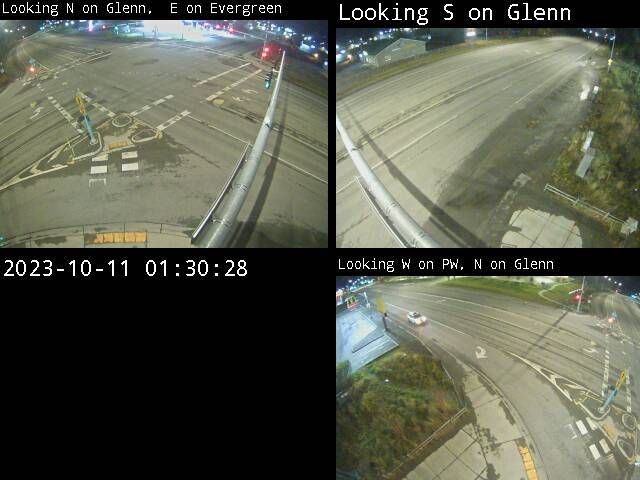 Looking N on Glenn, E on Evergreen
Looking S on Glenn
2023-10-11 01:30:28
Looking W on PW, N on Glenn